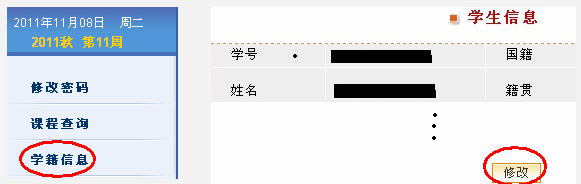 2011年11月08日 周二
2011秋 第11周
修改密码
课程查询
学籍信息
学生信息
学号 国籍
姓名 籍贯
修改